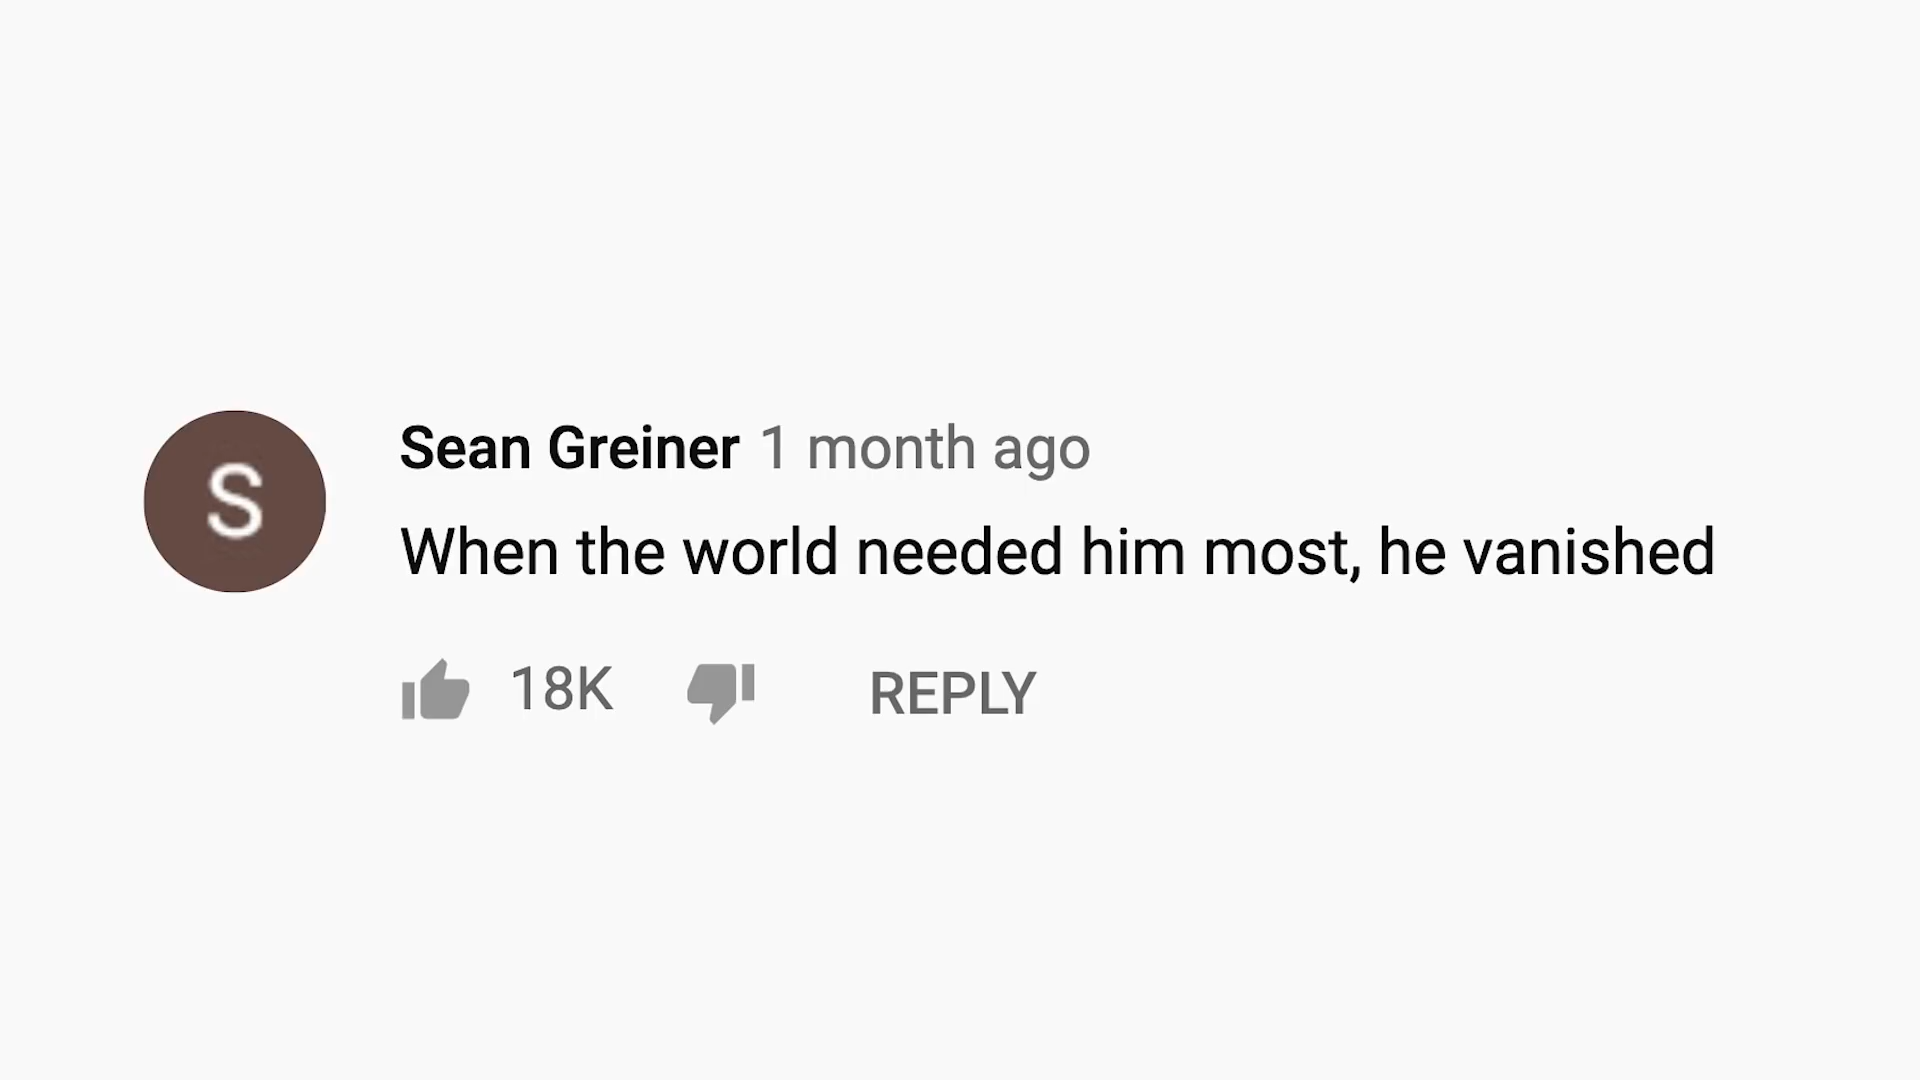 S
Sean Greiner 1 month ago
When the world needed him most, he vanished
18K REPLY